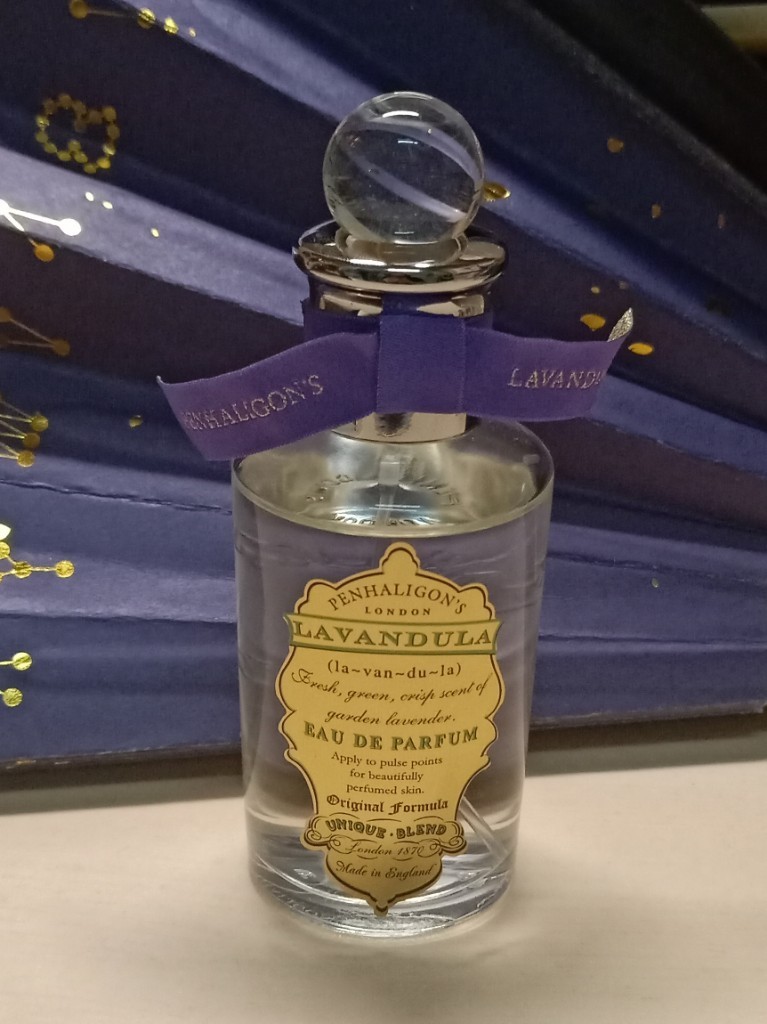 PENHALIGON'S
LAVANDU
PENHALIGON'S
LONDON
LAVANDULA
(la~van~du~la)
Fresh, green, crisp scent of
garden lavender.
EAU DE PARFUM
Apply to pulse points
for beautifully
perfumed skin.
Original Formula
UNIQUE·BLEND
London 1870
Made in England